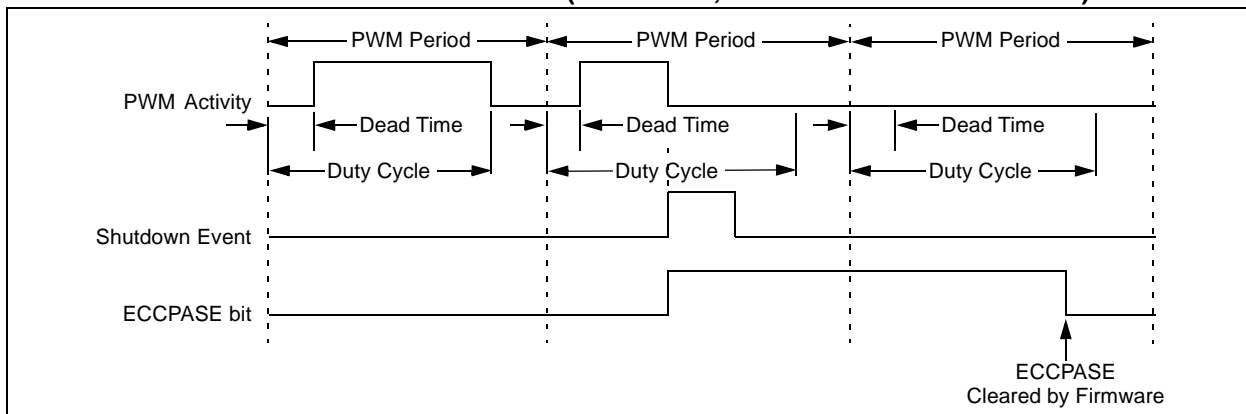 PWM Period PWM Period PWM Period
PWM Activity
Dead Time Dead Time Dead Time
Duty Cycle Duty Cycle Duty Cycle
Shutdown Event
ECCPASE bit
ECCPASE
Cleared by Firmware